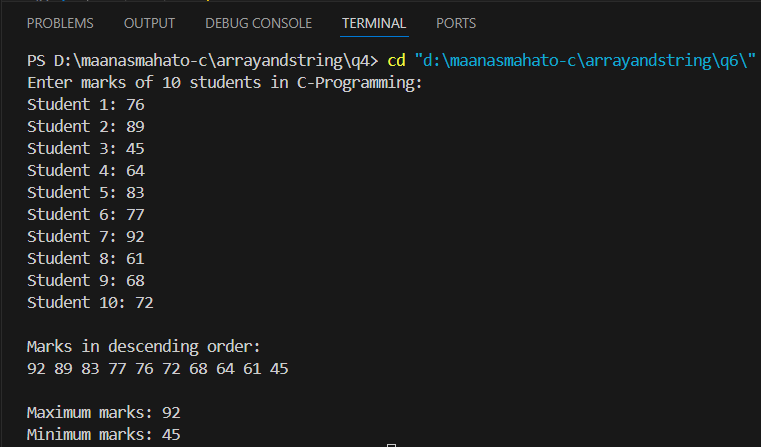 PROBLEMS OUTPUT DEBUG CONSOLE TERMINAL PORTS
PS D:\maanasmahato-c\arrayandstring\q4> cd "d:\maanasmahato-c\arrayandstring\q6\"
Enter marks of 10 students in C-Programming:
Student 1: 76
Student 2: 89
Student 3: 45
Student 4: 64
Student 5: 83
Student 6: 77
Student 7: 92
Student 8: 61
Student 9: 68
Student 10: 72
Marks in descending order:
92 89 83 77 76 72 68 64 61 45
Maximum marks: 92
Minimum marks: 45